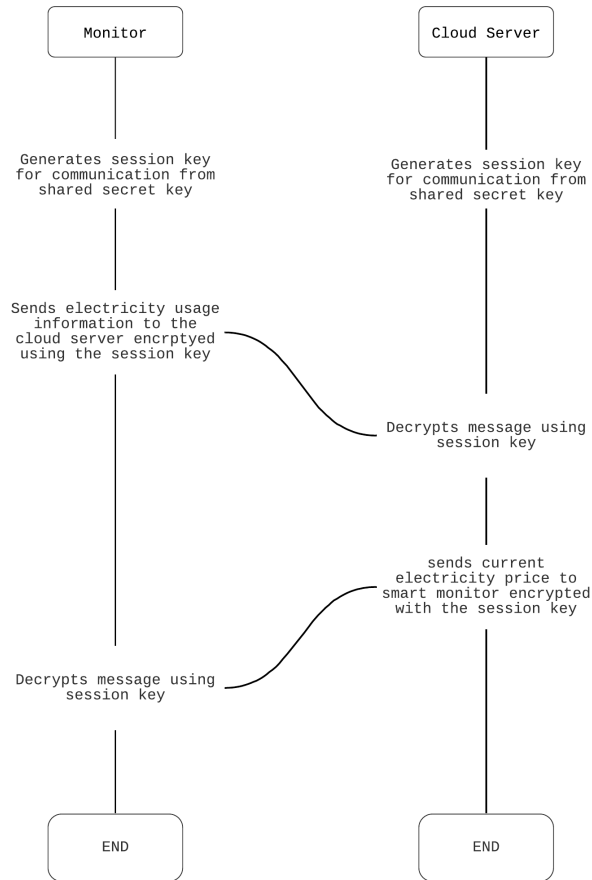 Monitor
Cloud Server
Generates session key
for communication from
shared secret key
Generates session key
for communication from
shared secret key
Sends electricity usage
information to the
cloud server encrptyed
using the session key
Decrypts message using
session key
sends current
electricity price to
smart monitor encrypted
with the session key
Decrypts message using
session key
END
END